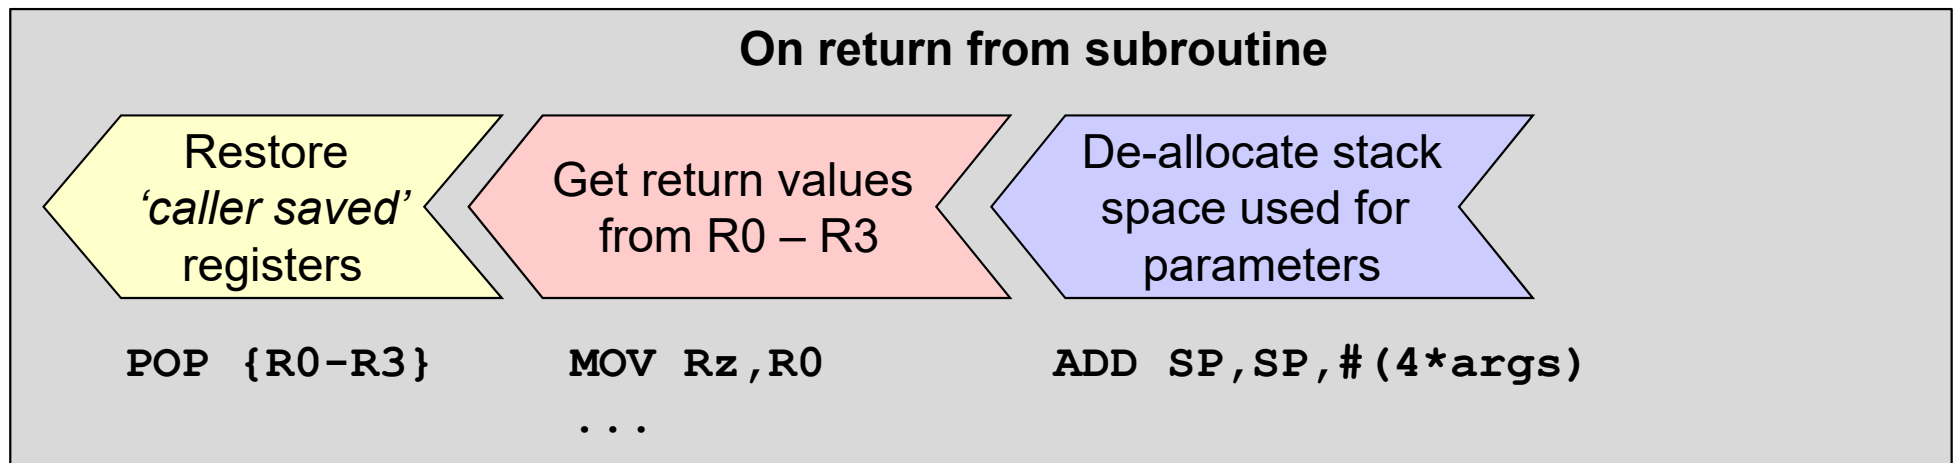 On return from subroutine
Restore
‘caller saved’
registers
Get return values
from R0 – R3
De-allocate stack
space used for
parameters
POP {R0-R3}
MOV Rz,R0
...
ADD SP,SP,#(4*args)